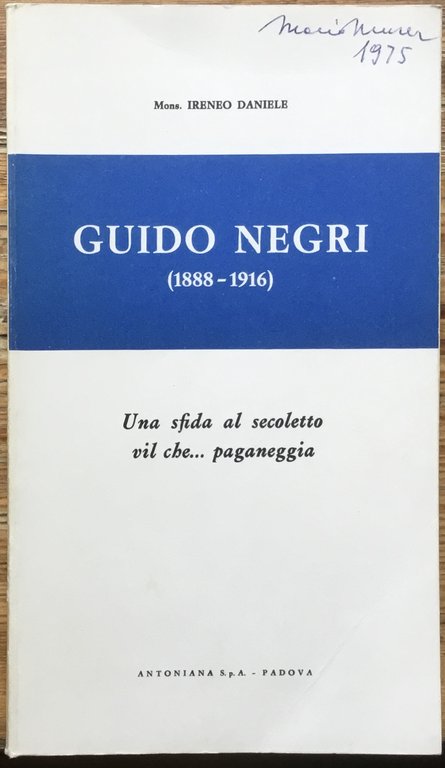 1975
Mons. IRENEO DANIELE
GUIDO NEGRI
(1888-1916)
Una sfida al secoletto
vil che... paganeggia
ANTONIANA S.p.A. - PADOVA